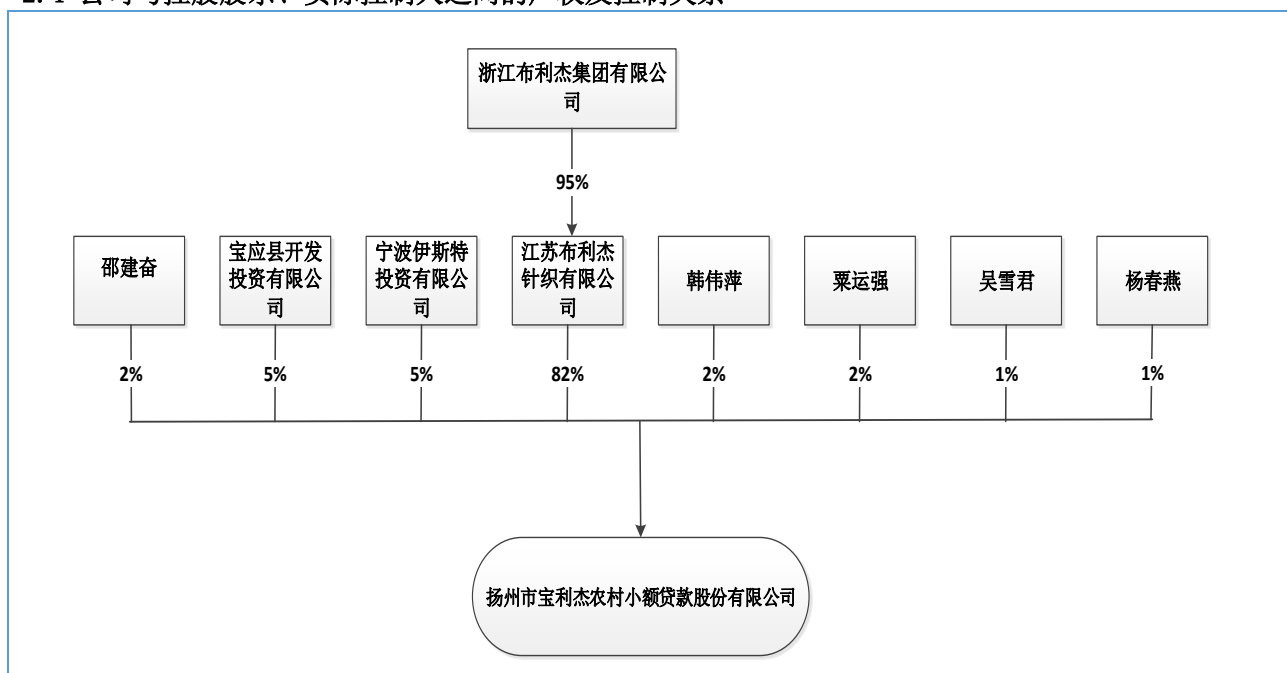 浙江布利杰集团有限公
司
95%
邵建奋
宝应县开发
投资有限公
司
宁波伊斯特
投资有限公
司
江苏布利杰
针织有限公
司
韩伟萍
粟运强
吴雪君
杨春燕
2%
5%
5%
82%
2%
2%
1%
1%
扬州市宝利杰农村小额贷款股份有限公司